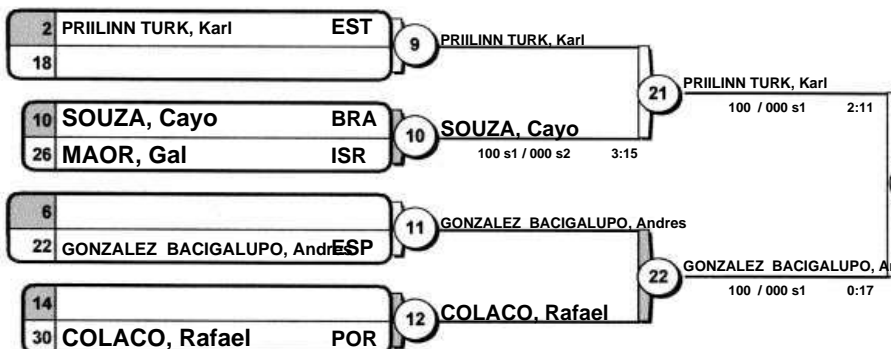 2 PRIILINN TURK, Karl EST
18
9 PRIILINN TURK, Karl
10 SOUZA, Cayo BRA
26 MAOR, Gal ISR
10 SOUZA, Cayo
100 s1 / 000 s2 3:15
21 PRIILINN TURK, Karl
100 / 000 s1 2:11
6
22 GONZALEZ BACIGALUPO, Andres ESP
11 GONZALEZ BACIGALUPO, Andres
14
30 COLACO, Rafael POR
12 COLACO, Rafael
22 GONZALEZ BACIGALUPO,
100 / 000 s1 0:17